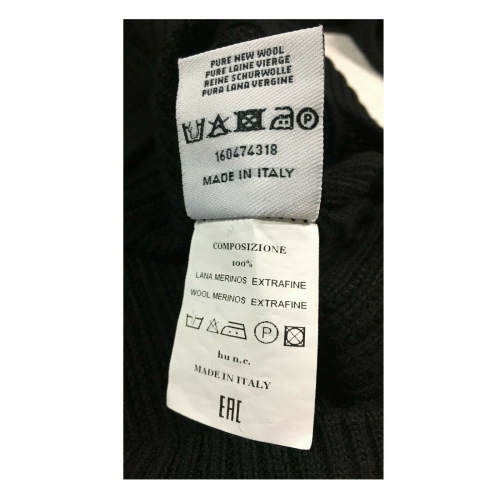 PURE NEW WOOL
PURE LAINE VIERGE
REINE SCHURWOLLE
PURA LANA VERGINE
P
160474318
MADE IN ITALY
COMPOSIZIONE
100%
LANA MERINOS EXTRAFINE
WOOL MERINOS EXTRAFINE
P
hu n.c.
MADE IN ITALY
EAC